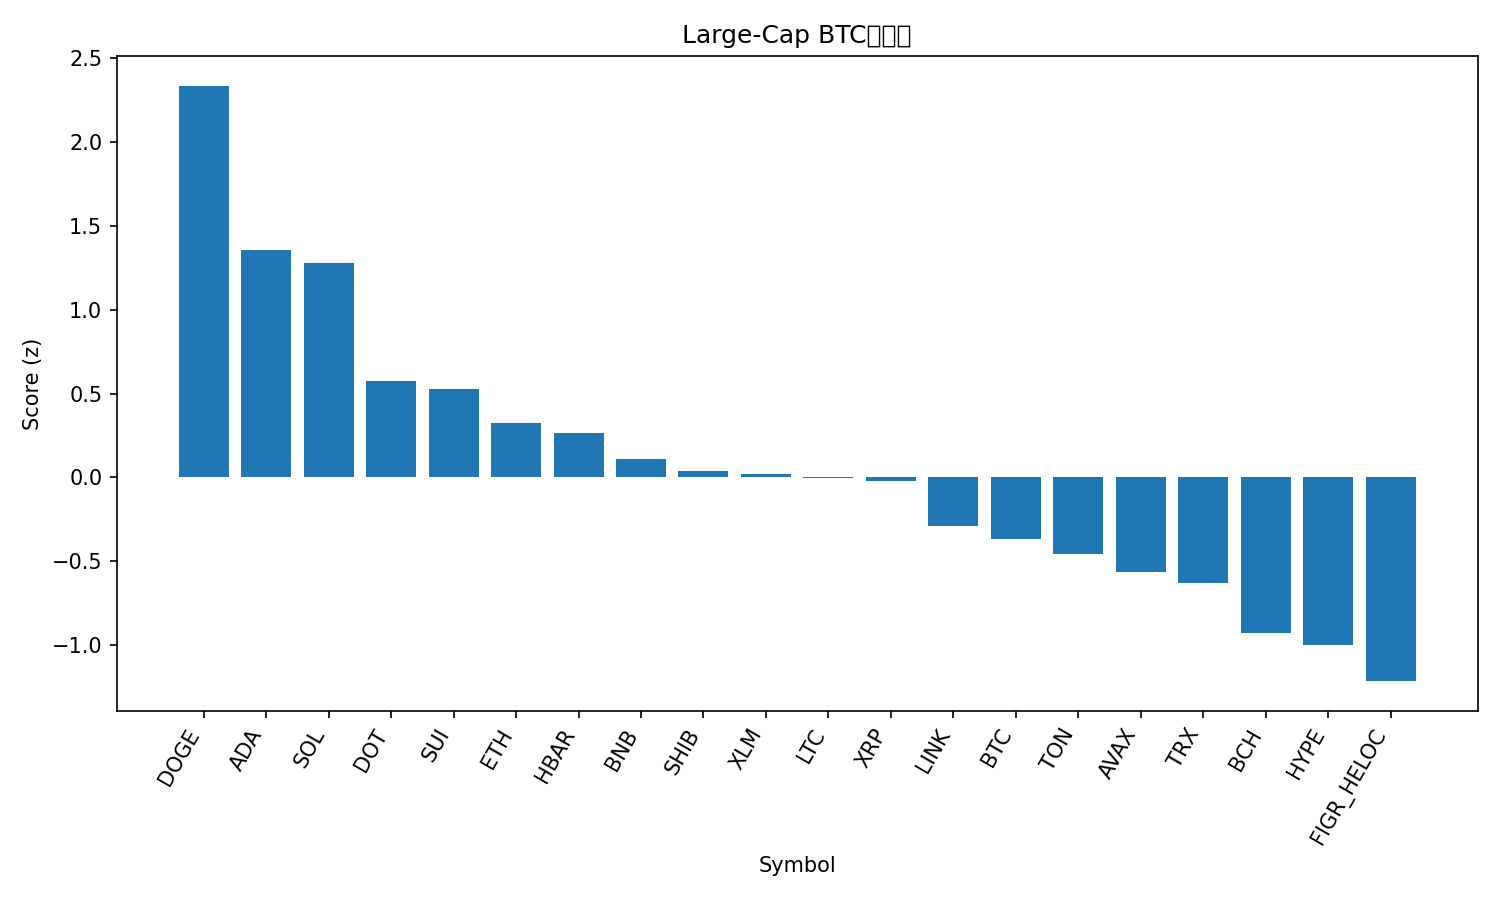 Large-Cap BTC
2.5
2.0
1.5
1.0
0.5
0.0
−0.5
−1.0
Score (z)
DOGE
ADA
SOL
DOT
SUI
ETH
HBAR
BNB
SHIB
XLM
LTC
XRP
LINK
BTC
TON
AVAX
TRX
BCH
HYPE
FIGR_HELOC
Symbol